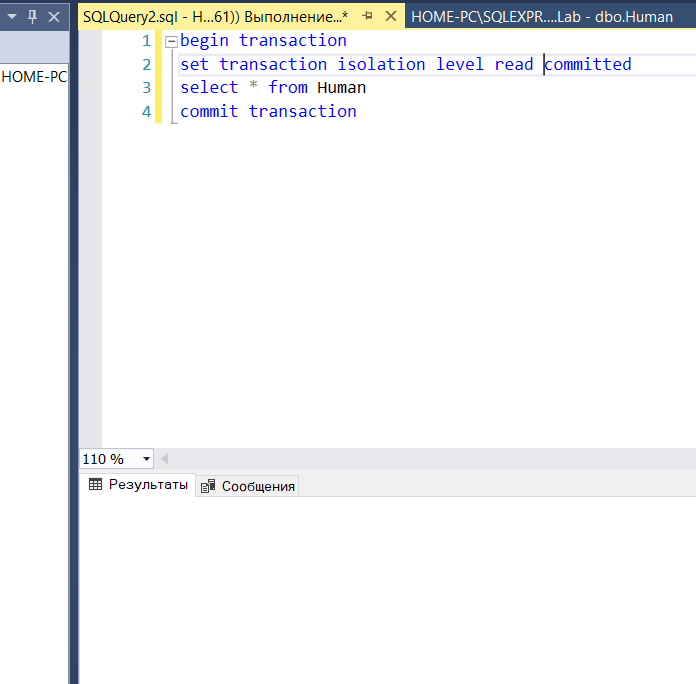 SQLQuery2.sql - H...61)) Выполнение...*
HOME-PC\SQLEXPR....Lab - dbo.Human
HOME-PC
1 begin transaction
2 set transaction isolation level read committed
3 select * from Human
4 commit transaction
110 %
Результаты
Сообщения